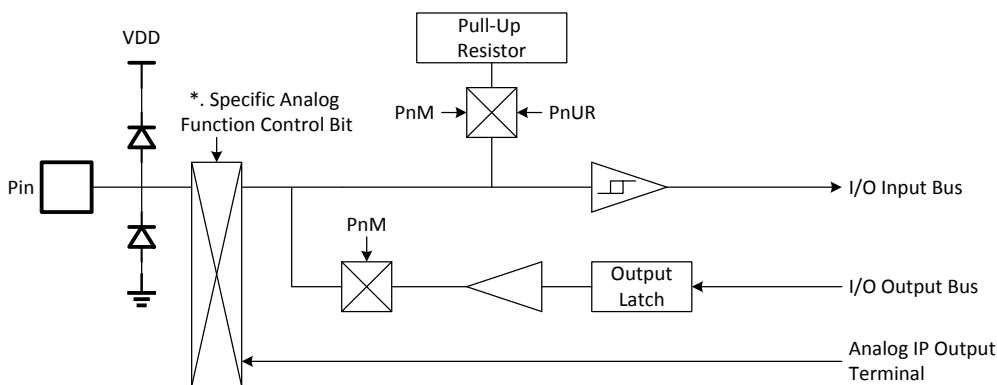 Pull-Up
Resistor
VDD
*. Specific Analog
Function Control Bit
PnM
PnUR
Pin
I/O Input Bus
PnM
Output
Latch
I/O Output Bus
Analog IP Output
Terminal